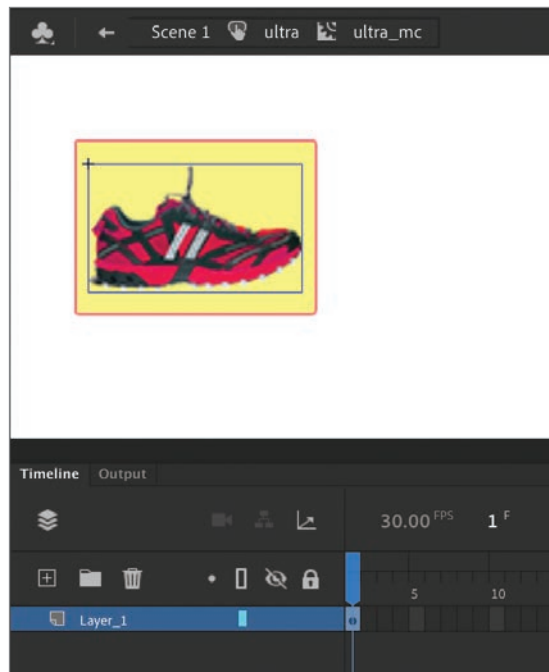 Scene 1 ultra ultra_mc
Timeline Output
30.00 FPS 1 F
5 10
Layer_1